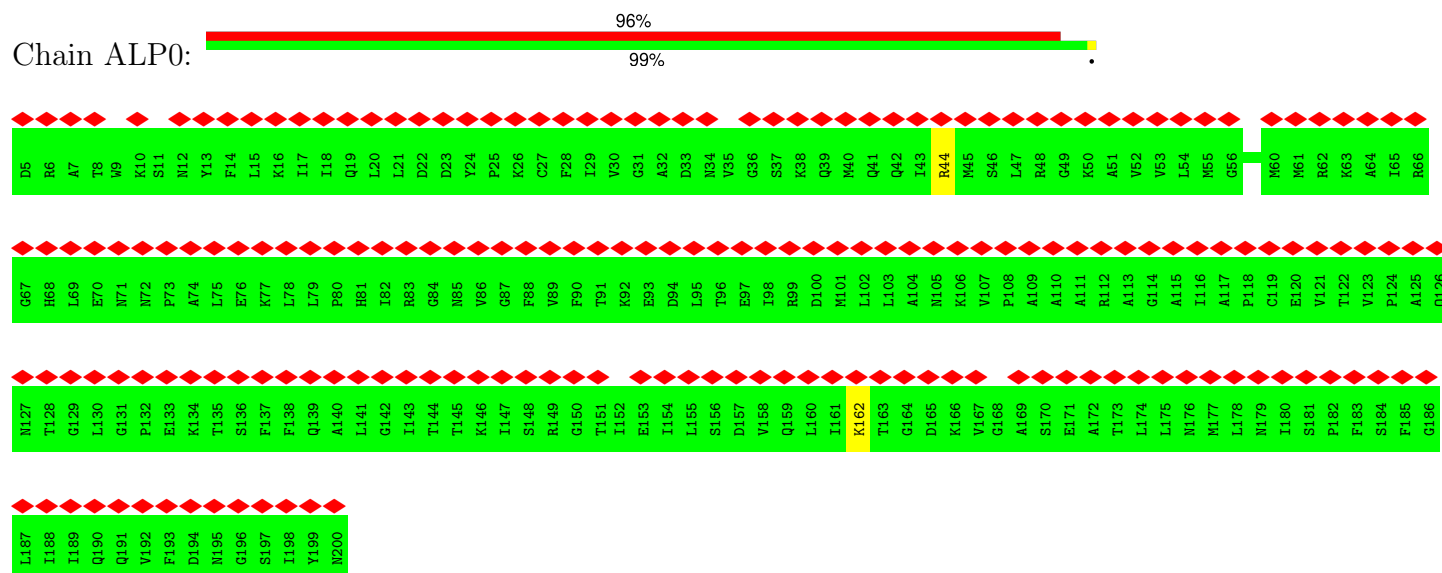 96%
Chain ALP0:
99%
•
D5 R6 A7 T8 W9 K10 S11 N12 Y13 F14 L15 K16 I17 I18 Q19 L20 L21 D22 D23 Y24 P25 K26 C27 F28 I29 V30 G31 A32 D33 N34 V35 G36 S37 K38 Q39 M40 Q41 Q42 I43 R44 M45 S46 L47 R48 G49 K50 A51 V52 V53 L54 M55 G56 M60 M61 R62 K63 A64 I65 R66
G67 H68 L69 E70 N71 N72 P73 A74 L75 E76 K77 L78 L79 P80 H81 I82 R83 G84 N85 V86 G87 F88 V89 F90 T91 K92 E93 D94 L95 T96 E97 I98 R99 D100 M101 L102 L103 A104 N105 K106 V107 P108 A109 A110 A111 R112 A113 G114 A115 I116 A117 P118 C119 E120 V121 T122 V123 P124 A125 Q126
N127 T128 G129 L130 G131 P132 E133 K134 T135 S136 F137 F138 Q139 A140 L141 G142 I143 T144 T145 K146 I147 S148 R149 G150 T151 I152 E153 I154 L155 S156 D157 V158 Q159 L160 I161 K162 T163 G164 D165 K166 V167 G168 A169 S170 E171 A172 T173 L174 L175 N176 M177 L178 N179 I180 S181 P182 F183 S184 F185 G186
L187 I188 I189 Q190 Q191 V192 F193 D194 N195 G196 S197 I198 Y199 N200